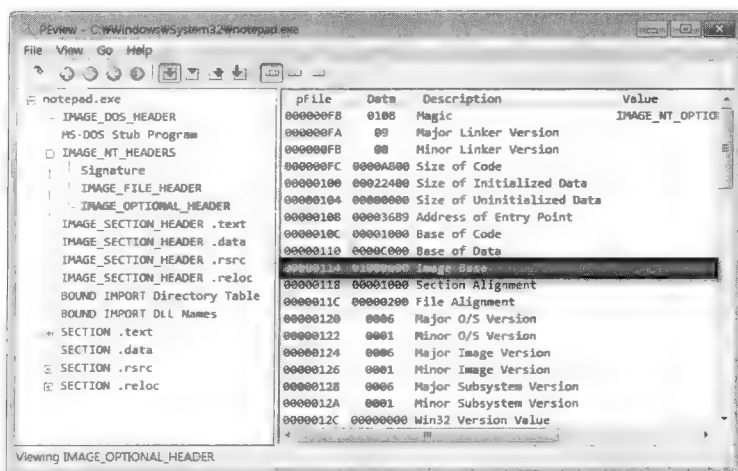 PEview - C:₩Windows₩System32₩notepad.exe
File View Go Help
notepad.exe
IMAGE_DOS_HEADER
MS-DOS Stub Program
IMAGE_NT_HEADERS
Signature
IMAGE_FILE_HEADER
IMAGE_OPTIONAL_HEADER
IMAGE_SECTION_HEADER .text
IMAGE_SECTION_HEADER .data
IMAGE_SECTION_HEADER .rsrc
IMAGE_SECTION_HEADER .reloc
BOUND IMPORT Directory Table
BOUND IMPORT DLL Names
SECTION .text
SECTION .data
SECTION .rsrc
SECTION .reloc
pFile Data Description Value
000000F8 010B Magic IMAGE_NT_OPTIO
000000FA 09 Major Linker Version
000000FB 00 Minor Linker Version
000000FC 0000A800 Size of Code
00000100 00022400 Size of Initialized Data
00000104 00000000 Size of Uninitialized Data
00000108 00003689 Address of Entry Point
0000010C 00001000 Base of Code
00000110 0000C000 Base of Data
00000114 01000000 Image Base
00000118 00001000 Section Alignment
0000011C 00000200 File Alignment
00000120 0006 Major O/S Version
00000122 0001 Minor O/S Version
00000124 0006 Major Image Version
00000126 0001 Minor Image Version
00000128 0006 Major Subsystem Version
0000012A 0001 Minor Subsystem Version
0000012C 00000000 Win32 Version Value
Viewing IMAGE_OPTIONAL_HEADER